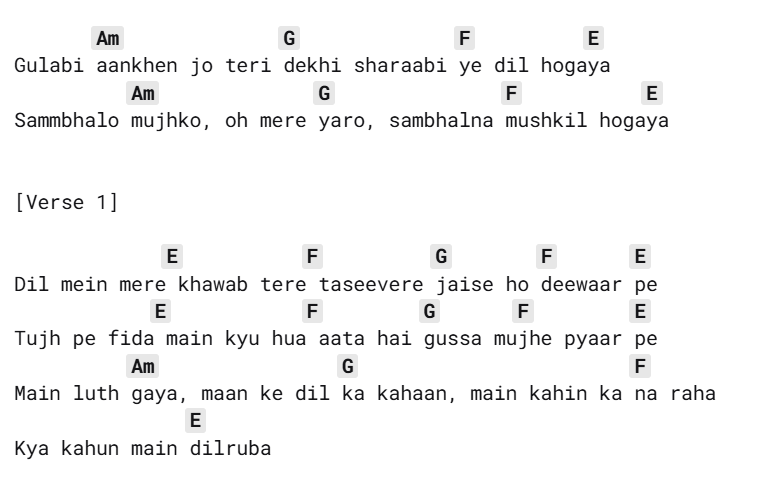 Am G F E
Gulabi aankhen jo teri dekhi sharaabi ye dil hogaya
Am G F E
Sammbhalo mujhko, oh mere yaro, sambhalna mushkil hogaya
[Verse 1]
E F G F E
Dil mein mere khawab tere taseevere jaise ho deewaar pe
E F G F E
Tujh pe fida main kyu hua aata hai gussa mujhe pyaar pe
Am G F
Main luth gaya, maan ke dil ka kahaan, main kahin ka na raha
E
Kya kahun main dilruba